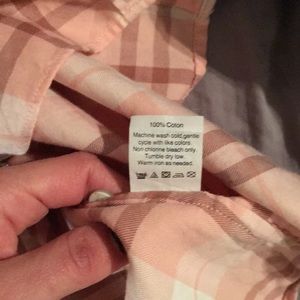 100% Coton
Machine wash cold,gentle
cycle with like colors.
Non chlorine bleach only
Tumble dry low.
Warm iron as needed.